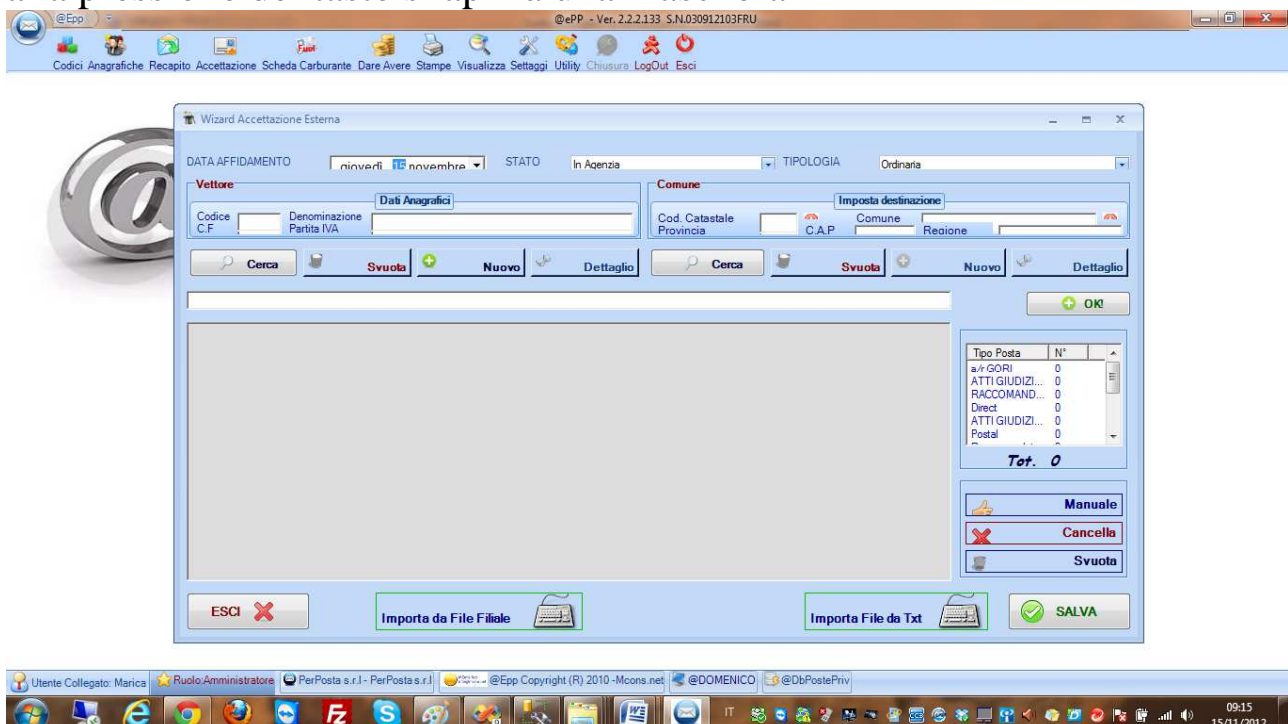 @Epp
@ePP - Ver. 2.2.2.133 S.N.030912103FRU
Codici Anagrafiche Recapito Accettazione Scheda Carburante Dare Avere Stampe Visualizza Settaggi Utility Chiusura LogOut Esci
Wizard Accettazione Esterna
DATA AFFIDAMENTO giovedì 15 novembre STATO In Agenzia TIPOLOGIA Ordinaria
Vettore Comune
Dati Anagrafici Imposta destinazione
Codice Denominazione Cod. Catastale Comune
C.F Partita IVA Provincia C.A.P Regione
Cerca Svuota Nuovo Dettaglio Cerca Svuota Nuovo Dettaglio
OK!
Tipo Posta N°
a/r GORI 0
ATTI GIUDIZI... 0
RACCOMAND... 0
Direct 0
ATTI GIUDIZI... 0
Postal 0
Tot. 0
Manuale
Cancella
Svuota
ESCI Importa da File Filiale Importa File da Txt SALVA
Utente Collegato: Marica Ruolo:Amministratore PerPosta s.r.l - PerPosta s.r.l @Epp Copyright (R) 2010 -Mcons.net @DOMENICO @DbPostePriv
IT 09:15
15/11/2012